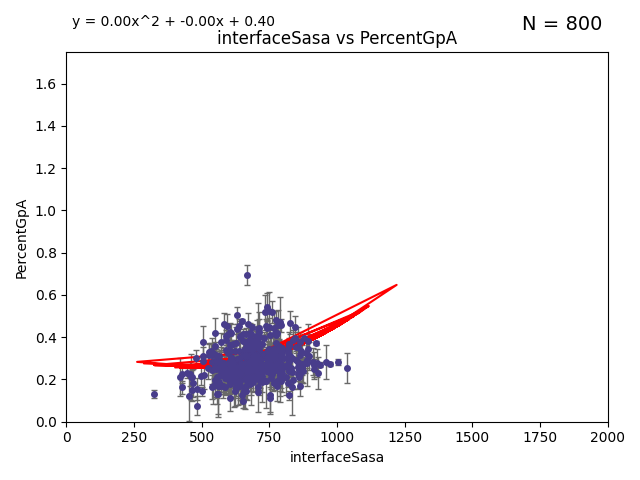 y = 0.00x^2 + -0.00x + 0.40
N = 800
interfaceSasa vs PercentGpA
PercentGpA
1.6
1.4
1.2
1.0
0.8
0.6
0.4
0.2
0.0
0 250 500 750 1000 1250 1500 1750 2000
interfaceSasa